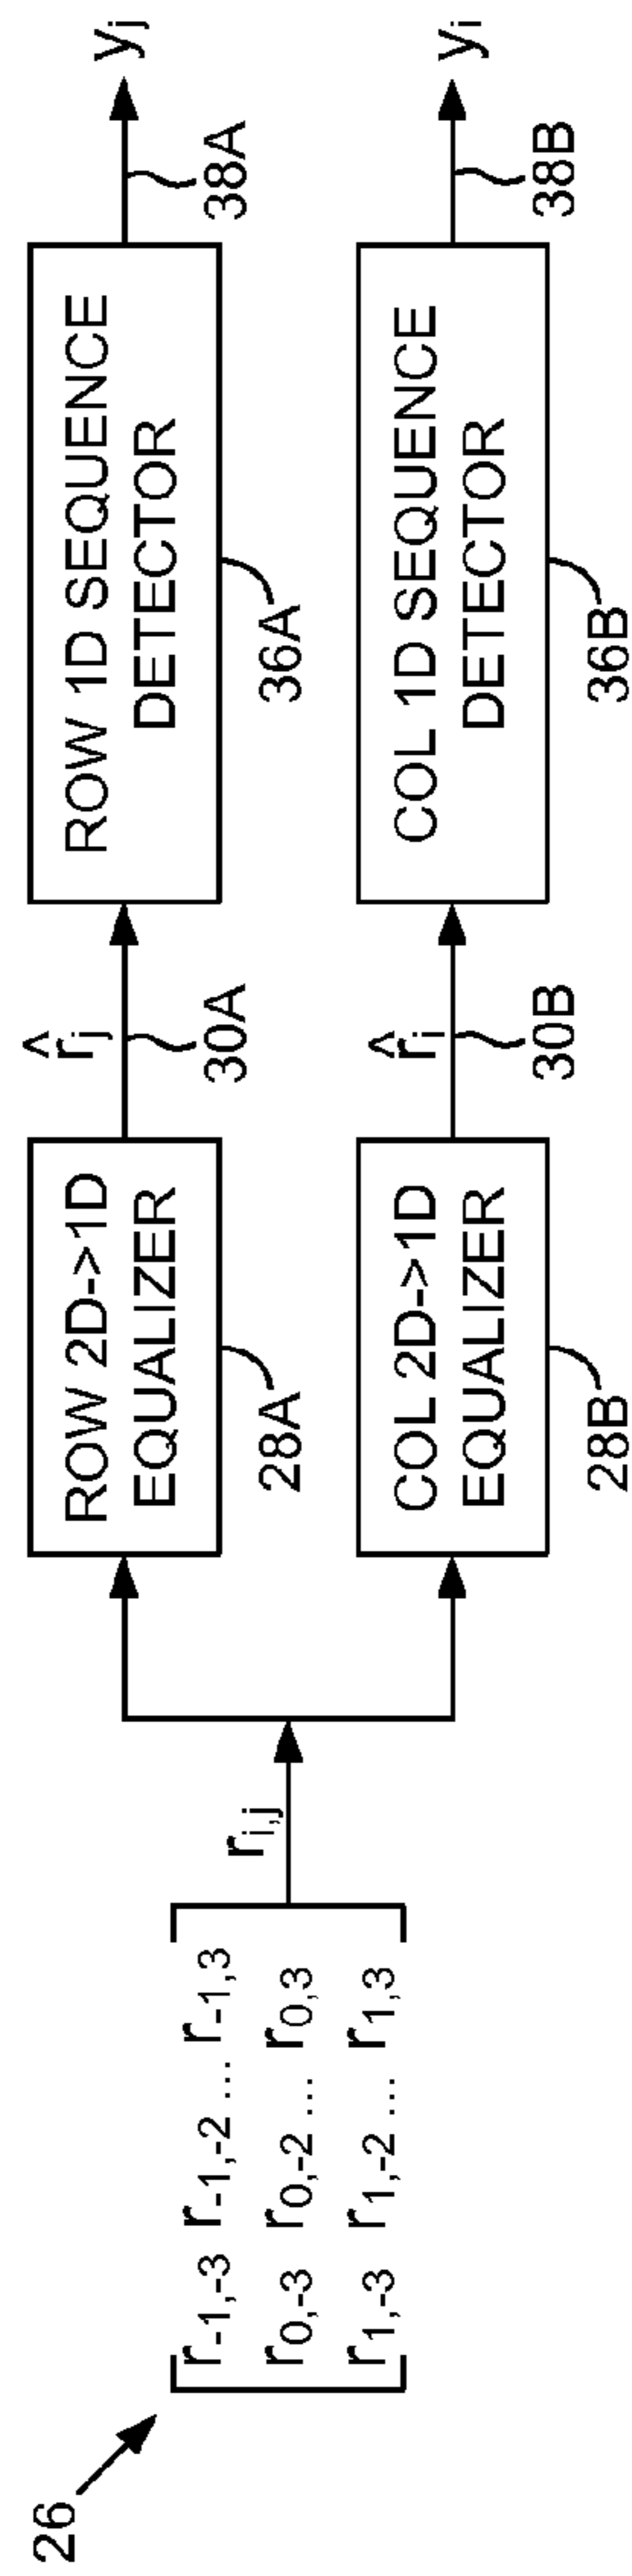 26
r-1,-3 r-1,-2 ... r-1,3
r0,-3 r0,-2 ... r0,3
r1,-3 r1,-2 ... r1,3
ri,j
ROW 2D->1D
EQUALIZER
28A
r̂j
30A
ROW 1D SEQUENCE
DETECTOR
36A
yj
38A
COL 2D->1D
EQUALIZER
28B
r̂i
30B
COL 1D SEQUENCE
DETECTOR
36B
yi
38B